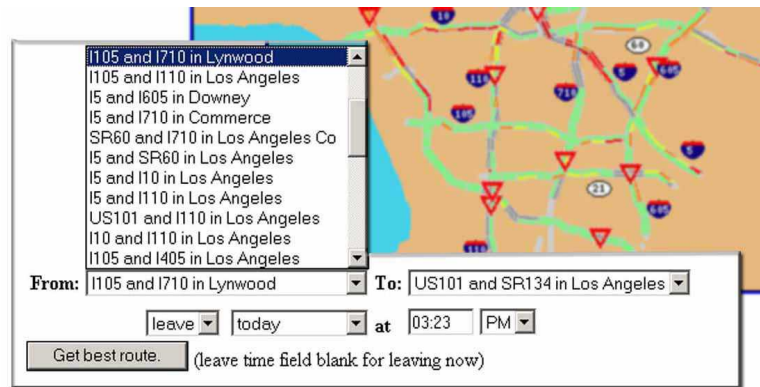 10
60
I105 and I710 in Lynwood
I105 and I110 in Los Angeles
I5 and I605 in Downey
I5 and I710 in Commerce
SR60 and I710 in Los Angeles Co
I5 and SR60 in Los Angeles
I5 and I10 in Los Angeles
I5 and I110 in Los Angeles
US101 and I110 in Los Angeles
I10 and I110 in Los Angeles
I105 and I405 in Los Angeles
110
710
5
605
105
5
21
605
110
From: I105 and I710 in Lynwood To: US101 and SR134 in Los Angeles
leave today at 03:23 PM
Get best route. (leave time field blank for leaving now)